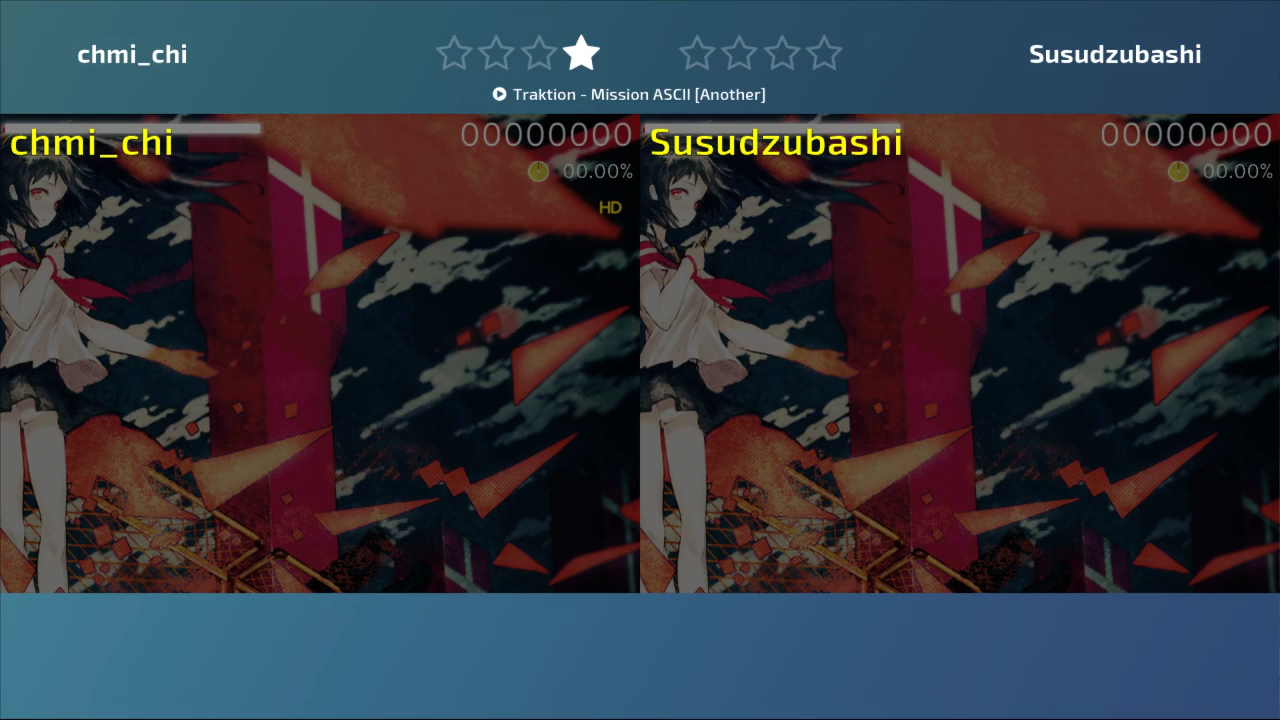 chmi_chi
Susudzubashi
Traktion - Mission ASCII [Another]
chmi_chi
00000000
00.00%
HD
Susudzubashi
00000000
00.00%